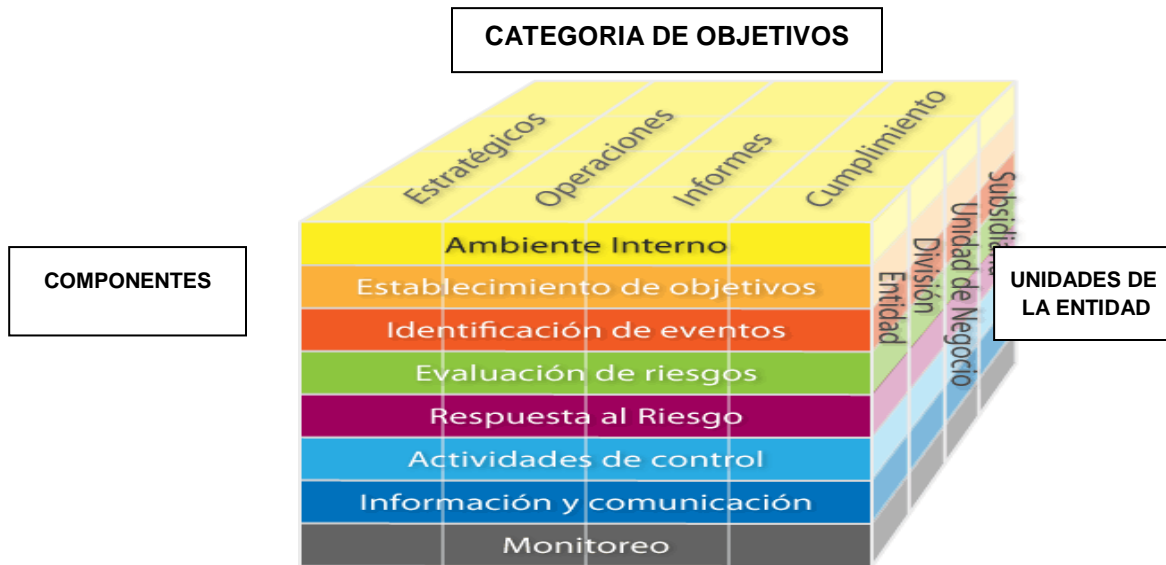 CATEGORIA DE OBJETIVOS
Estratégicos
Operaciones
Informes
Cumplimiento
COMPONENTES
Ambiente Interno
Establecimiento de objetivos
Identificación de eventos
Evaluación de riesgos
Respuesta al Riesgo
Actividades de control
Información y comunicación
Monitoreo
Entidad
División
Unidad de Negocio
UNIDADES DE
LA ENTIDAD